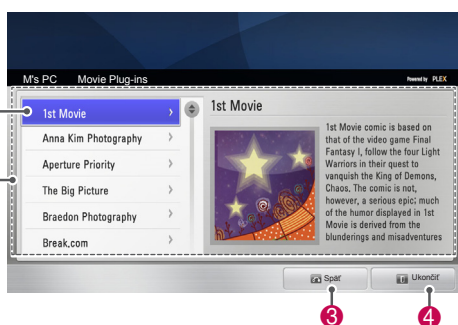 M's PC Movie Plug-ins
Powered by PLEX
1st Movie
Anna Kim Photography
Aperture Priority
The Big Picture
Braedon Photography
Break.com
1st Movie
1st Movie comic is based on
that of the video game Final
Fantasy I, follow the four Light
Warriors in their quest to
vanquish the King of Demons,
Chaos. The comic is not,
however, a serious epic; much
of the humor displayed in 1st
Movie is derived from the
blunderings and misadventures
Späť
Ukončiť
3
4